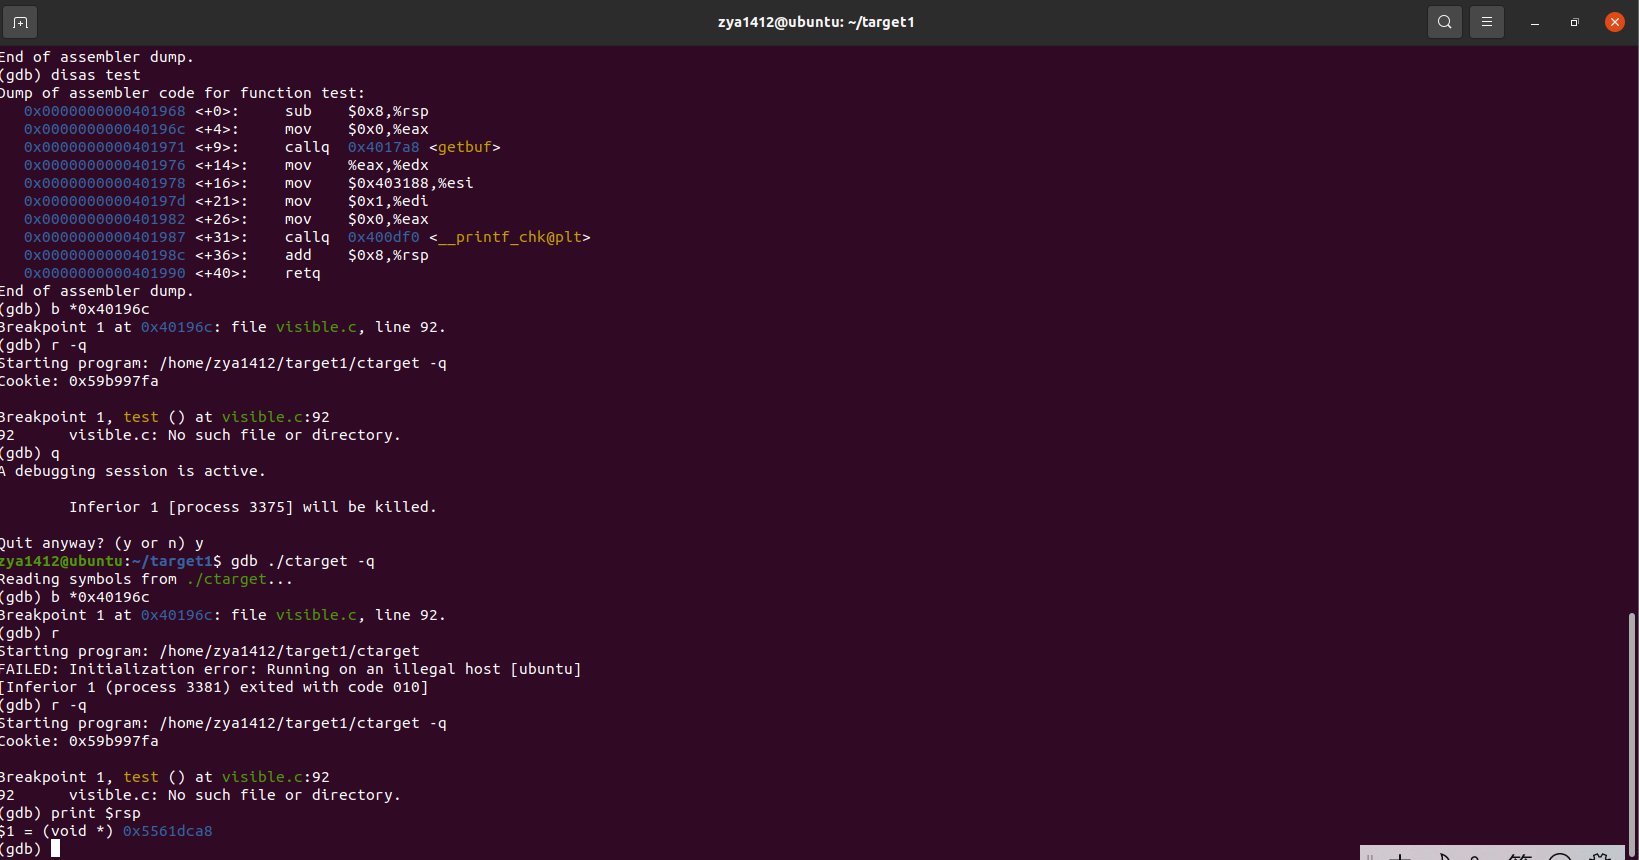 zya1412@ubuntu: ~/target1
End of assembler dump.
(gdb) disas test
Dump of assembler code for function test:
   0x0000000000401968 <+0>:     sub    $0x8,%rsp
   0x000000000040196c <+4>:     mov    $0x0,%eax
   0x0000000000401971 <+9>:     callq  0x4017a8 <getbuf>
   0x0000000000401976 <+14>:    mov    %eax,%edx
   0x0000000000401978 <+16>:    mov    $0x403188,%esi
   0x000000000040197d <+21>:    mov    $0x1,%edi
   0x0000000000401982 <+26>:    mov    $0x0,%eax
   0x0000000000401987 <+31>:    callq  0x400df0 <__printf_chk@plt>
   0x000000000040198c <+36>:    add    $0x8,%rsp
   0x0000000000401990 <+40>:    retq
End of assembler dump.
(gdb) b *0x40196c
Breakpoint 1 at 0x40196c: file visible.c, line 92.
(gdb) r -q
Starting program: /home/zya1412/target1/ctarget -q
Cookie: 0x59b997fa
Breakpoint 1, test () at visible.c:92
92      visible.c: No such file or directory.
(gdb) q
A debugging session is active.
        Inferior 1 [process 3375] will be killed.
Quit anyway? (y or n) y
zya1412@ubuntu:~/target1$ gdb ./ctarget -q
Reading symbols from ./ctarget...
(gdb) b *0x40196c
Breakpoint 1 at 0x40196c: file visible.c, line 92.
(gdb) r
Starting program: /home/zya1412/target1/ctarget
FAILED: Initialization error: Running on an illegal host [ubuntu]
[Inferior 1 (process 3381) exited with code 010]
(gdb) r -q
Starting program: /home/zya1412/target1/ctarget -q
Cookie: 0x59b997fa
Breakpoint 1, test () at visible.c:92
92      visible.c: No such file or directory.
(gdb) print $rsp
$1 = (void *) 0x5561dca8
(gdb)